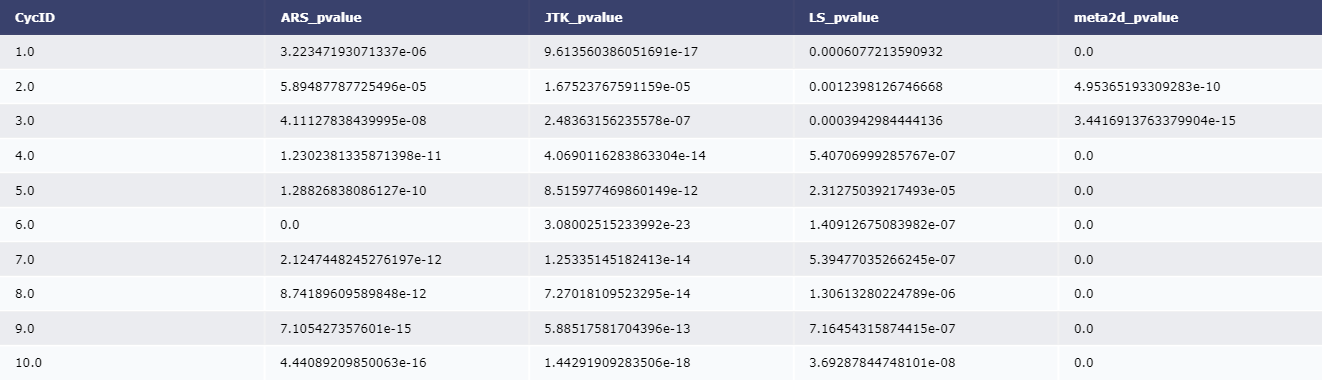 CycID ARS_pvalue JTK_pvalue LS_pvalue meta2d_pvalue
1.0 3.22347193071337e-06 9.613560386051691e-17 0.0006077213590932 0.0
2.0 5.89487787725496e-05 1.67523767591159e-05 0.0012398126746668 4.95365193309283e-10
3.0 4.11127838439995e-08 2.48363156235578e-07 0.0003942984444136 3.4416913763379904e-15
4.0 1.2302381335871398e-11 4.0690116283863304e-14 5.40706999285767e-07 0.0
5.0 1.28826838086127e-10 8.515977469860149e-12 2.31275039217493e-05 0.0
6.0 0.0 3.08002515233992e-23 1.40912675083982e-07 0.0
7.0 2.1247448245276197e-12 1.25335145182413e-14 5.39477035266245e-07 0.0
8.0 8.74189609589848e-12 7.27018109523295e-14 1.30613280224789e-06 0.0
9.0 7.105427357601e-15 5.88517581704396e-13 7.16454315874415e-07 0.0
10.0 4.44089209850063e-16 1.44291909283506e-18 3.69287844748101e-08 0.0